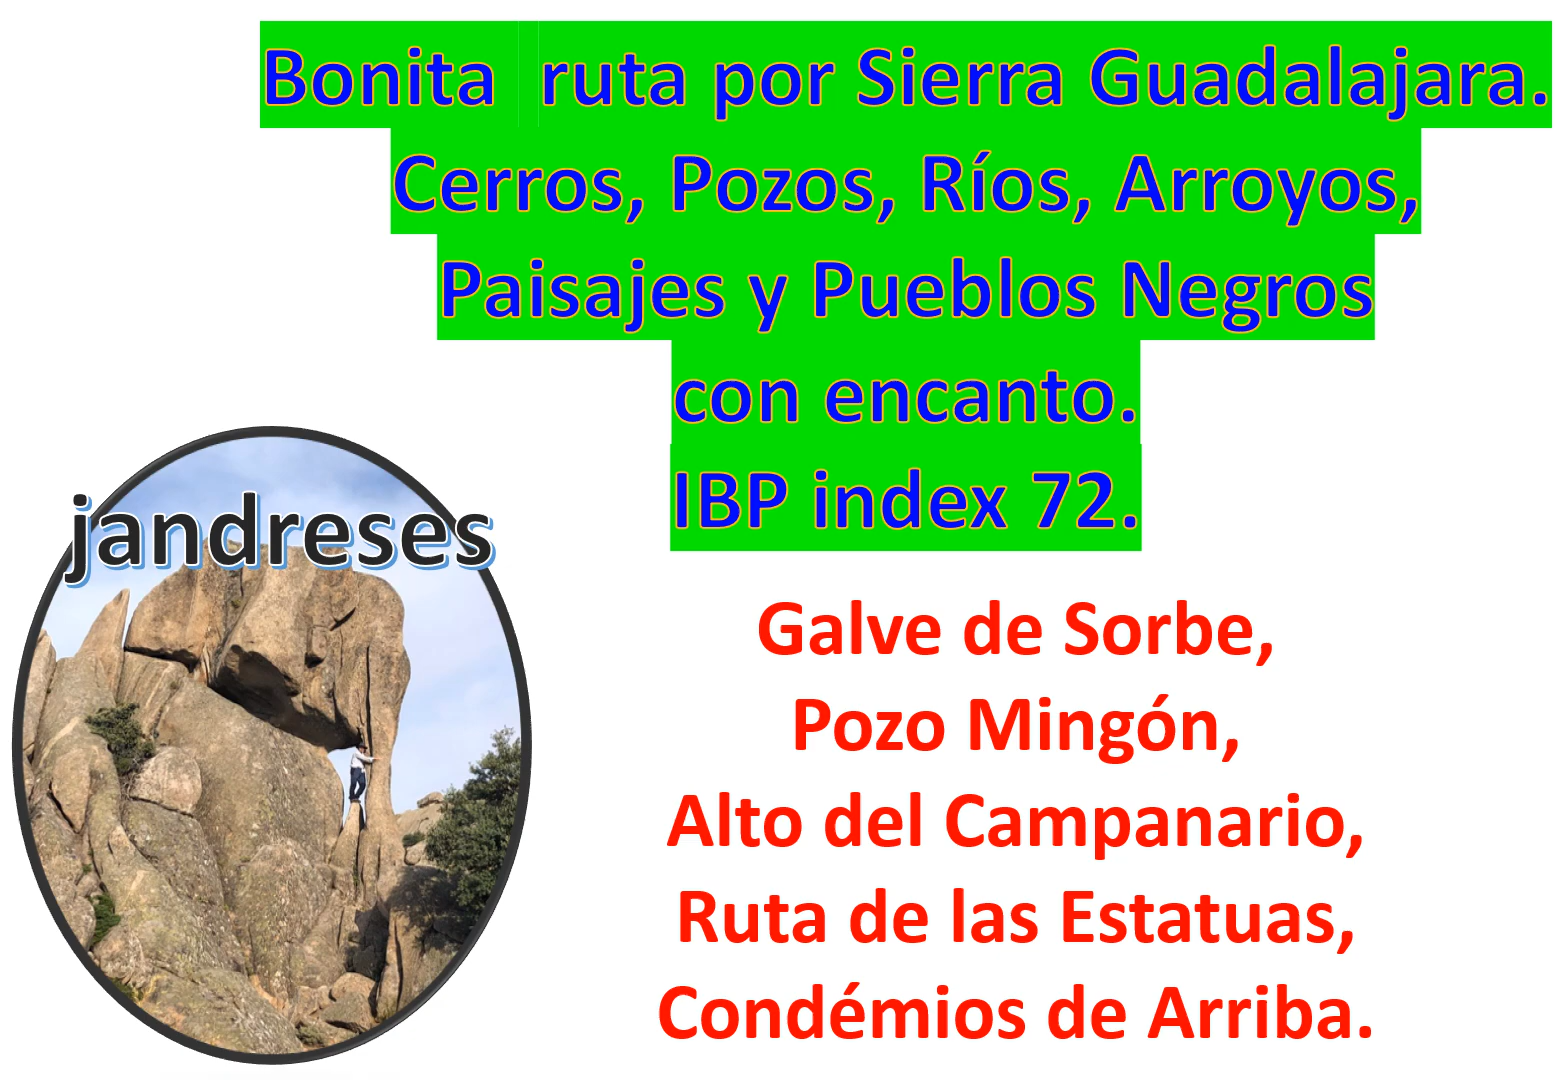 Bonita ruta por Sierra Guadalajara.
Cerros, Pozos, Ríos, Arroyos,
Paisajes y Pueblos Negros
con encanto.
IBP index 72.
jandreses
Galve de Sorbe,
Pozo Mingón,
Alto del Campanario,
Ruta de las Estatuas,
Condémios de Arriba.